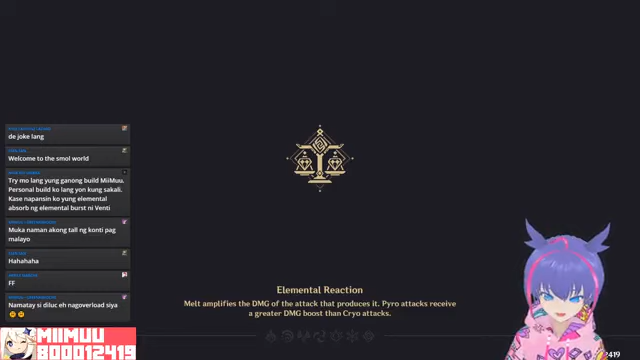 de joke lang
Welcome to the smol world
Try mo lang yung ganong build MiiMuu.
Personal build ko lang yon kung sakali.
Kase napansin ko yung elemental
absorb ng elemental burst ni Venti
Muka naman akong tall ng konti pag
malayo
Hahahaha
FF
Namatay si diluc eh nagoverload siya
Elemental Reaction
Melt amplifies the DMG of the attack that produces it. Pyro attacks receive
a greater DMG boost than Cryo attacks.
MIIMUU
800012419
2419